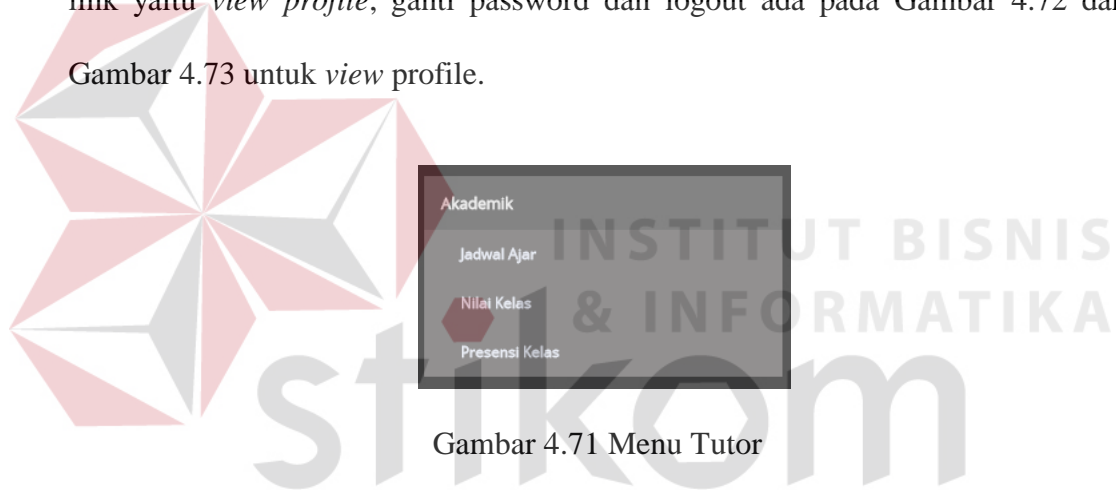 link yaitu view profile, ganti password dan logout ada pada Gambar 4.72 dan
Gambar 4.73 untuk view profile.
Akademik
Jadwal Ajar
Nilai Kelas
Presensi Kelas
INSTITUT BISNIS
& INFORMATIKA
stikom
Gambar 4.71 Menu Tutor